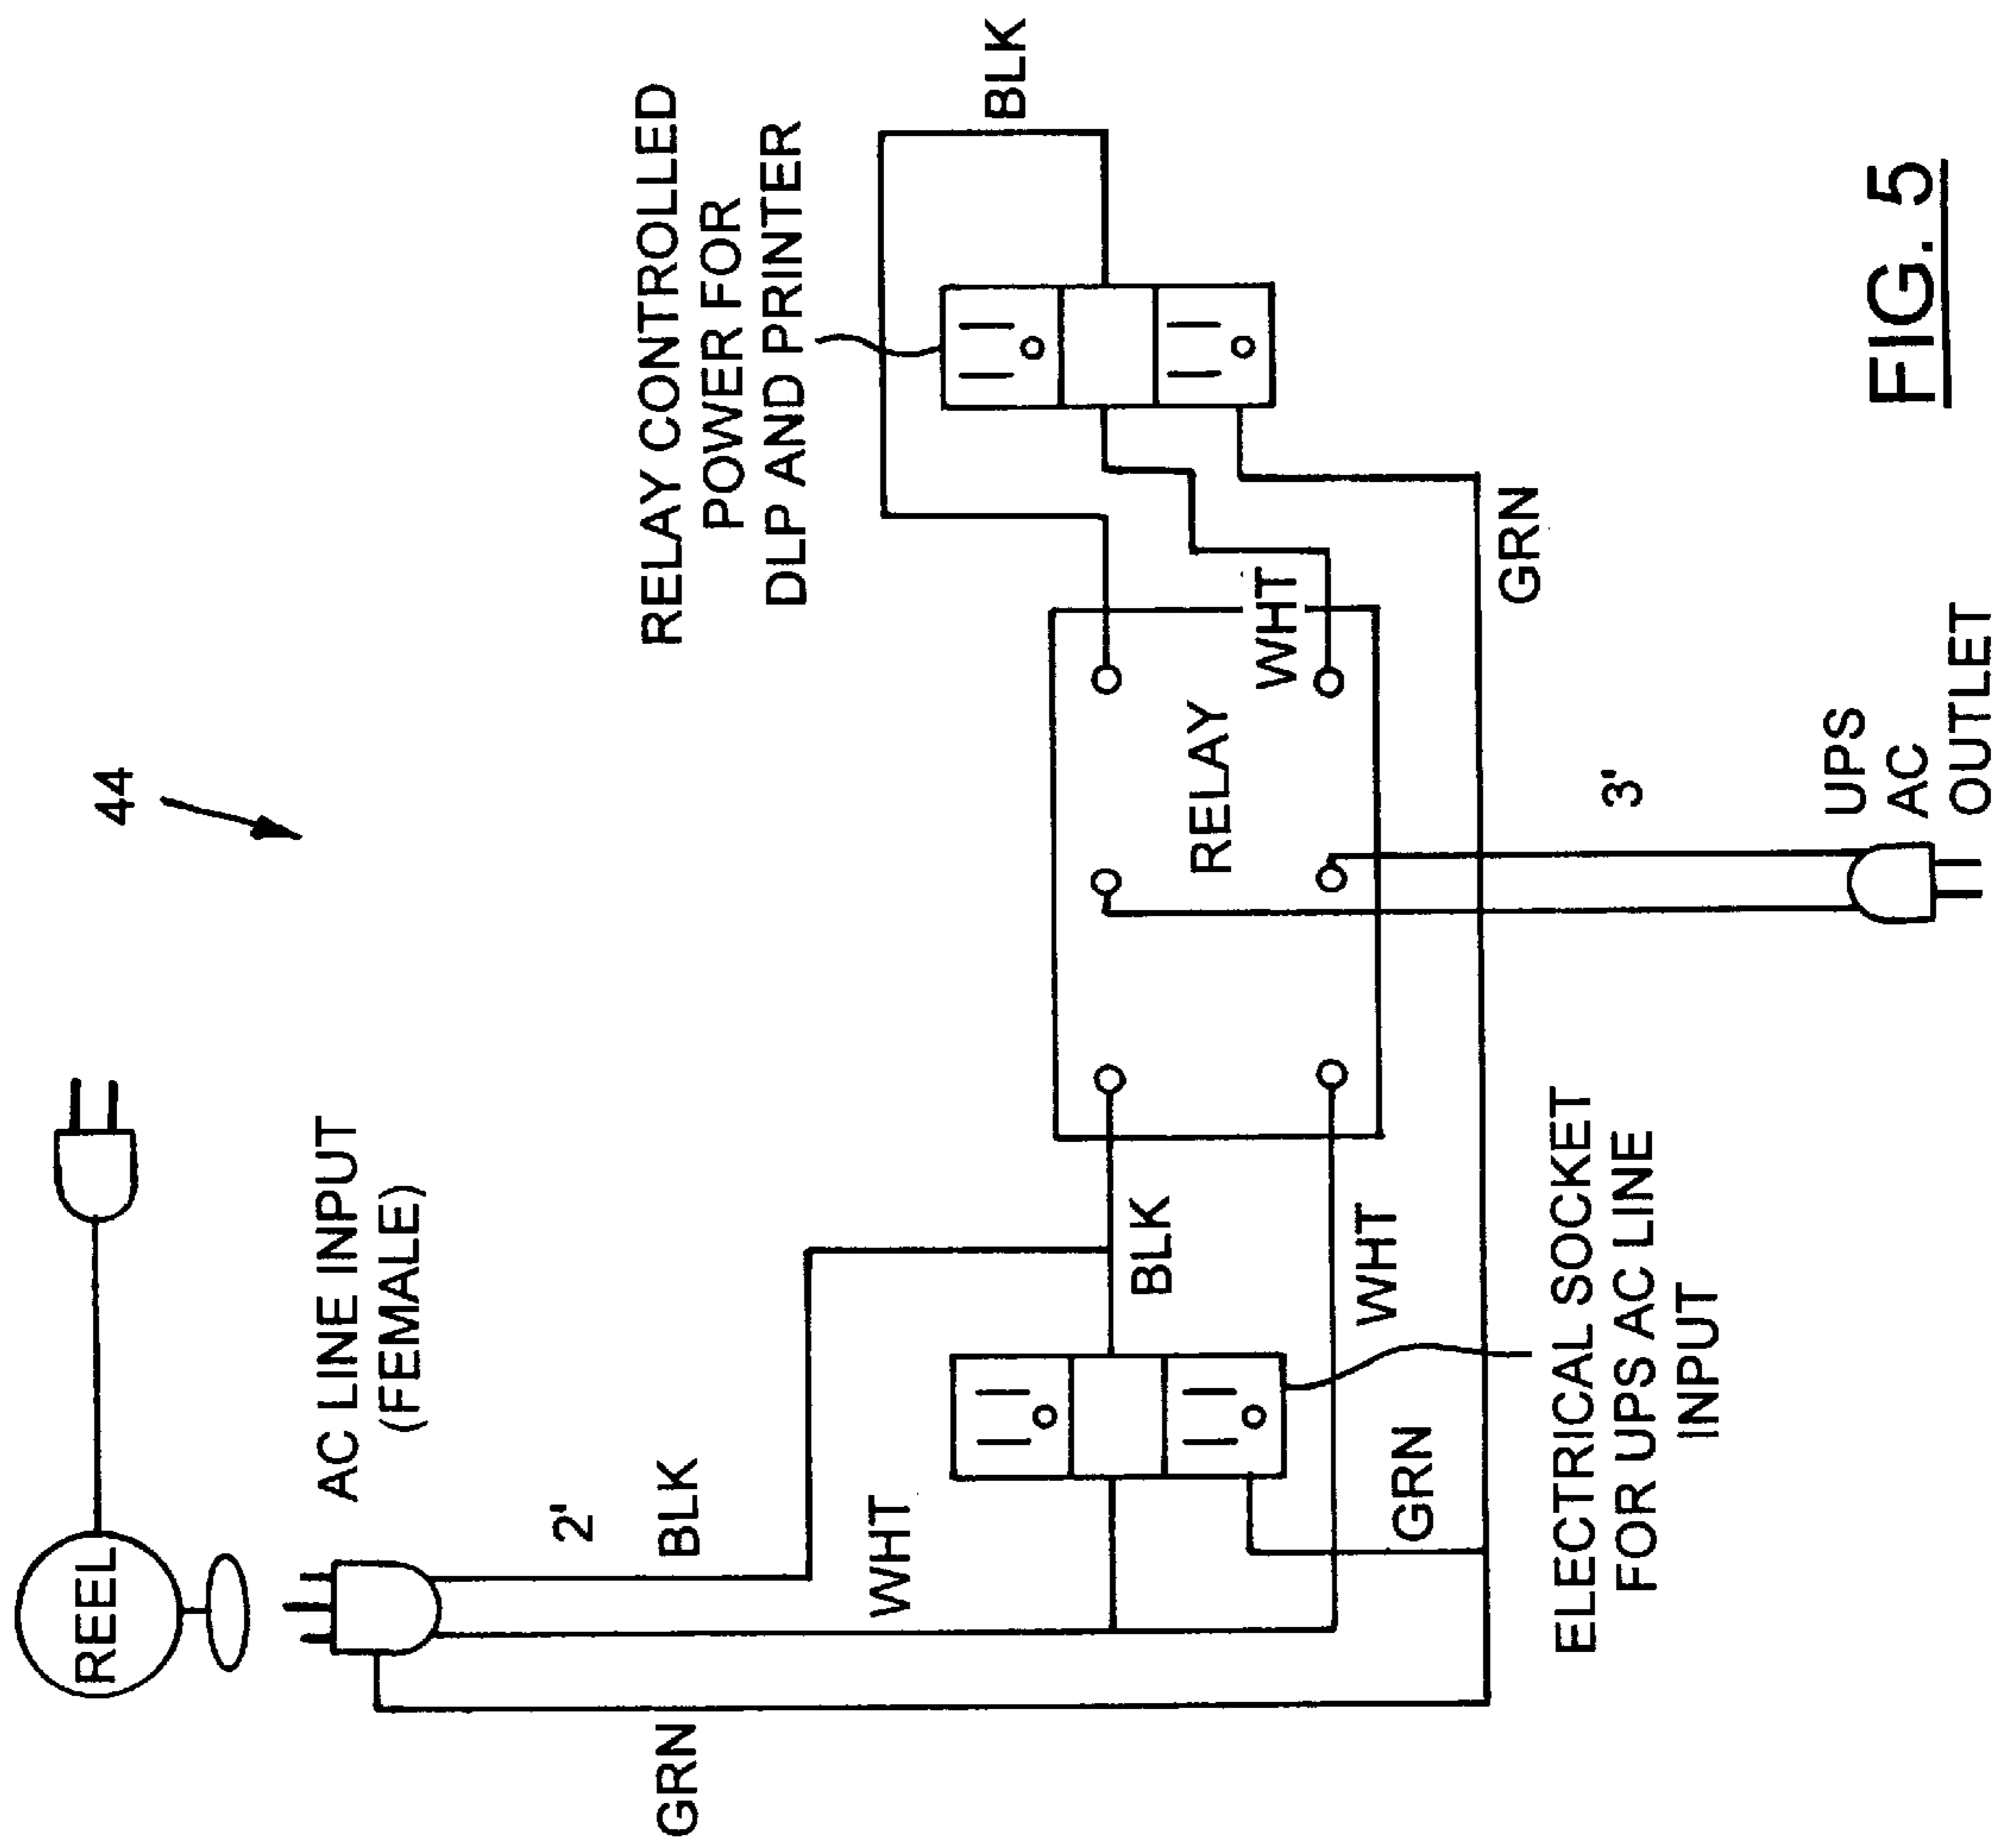 44
REEL
AC LINE INPUT
(FEMALE)
2'
BLK
WHT
GRN
RELAY CONTROLLED
POWER FOR
DLP AND PRINTER
BLK
BLK
WHT
RELAY
WHT
GRN
GRN
ELECTRICAL SOCKET
FOR UPS AC LINE
INPUT
3'
UPS
AC
OUTLET
FIG. 5